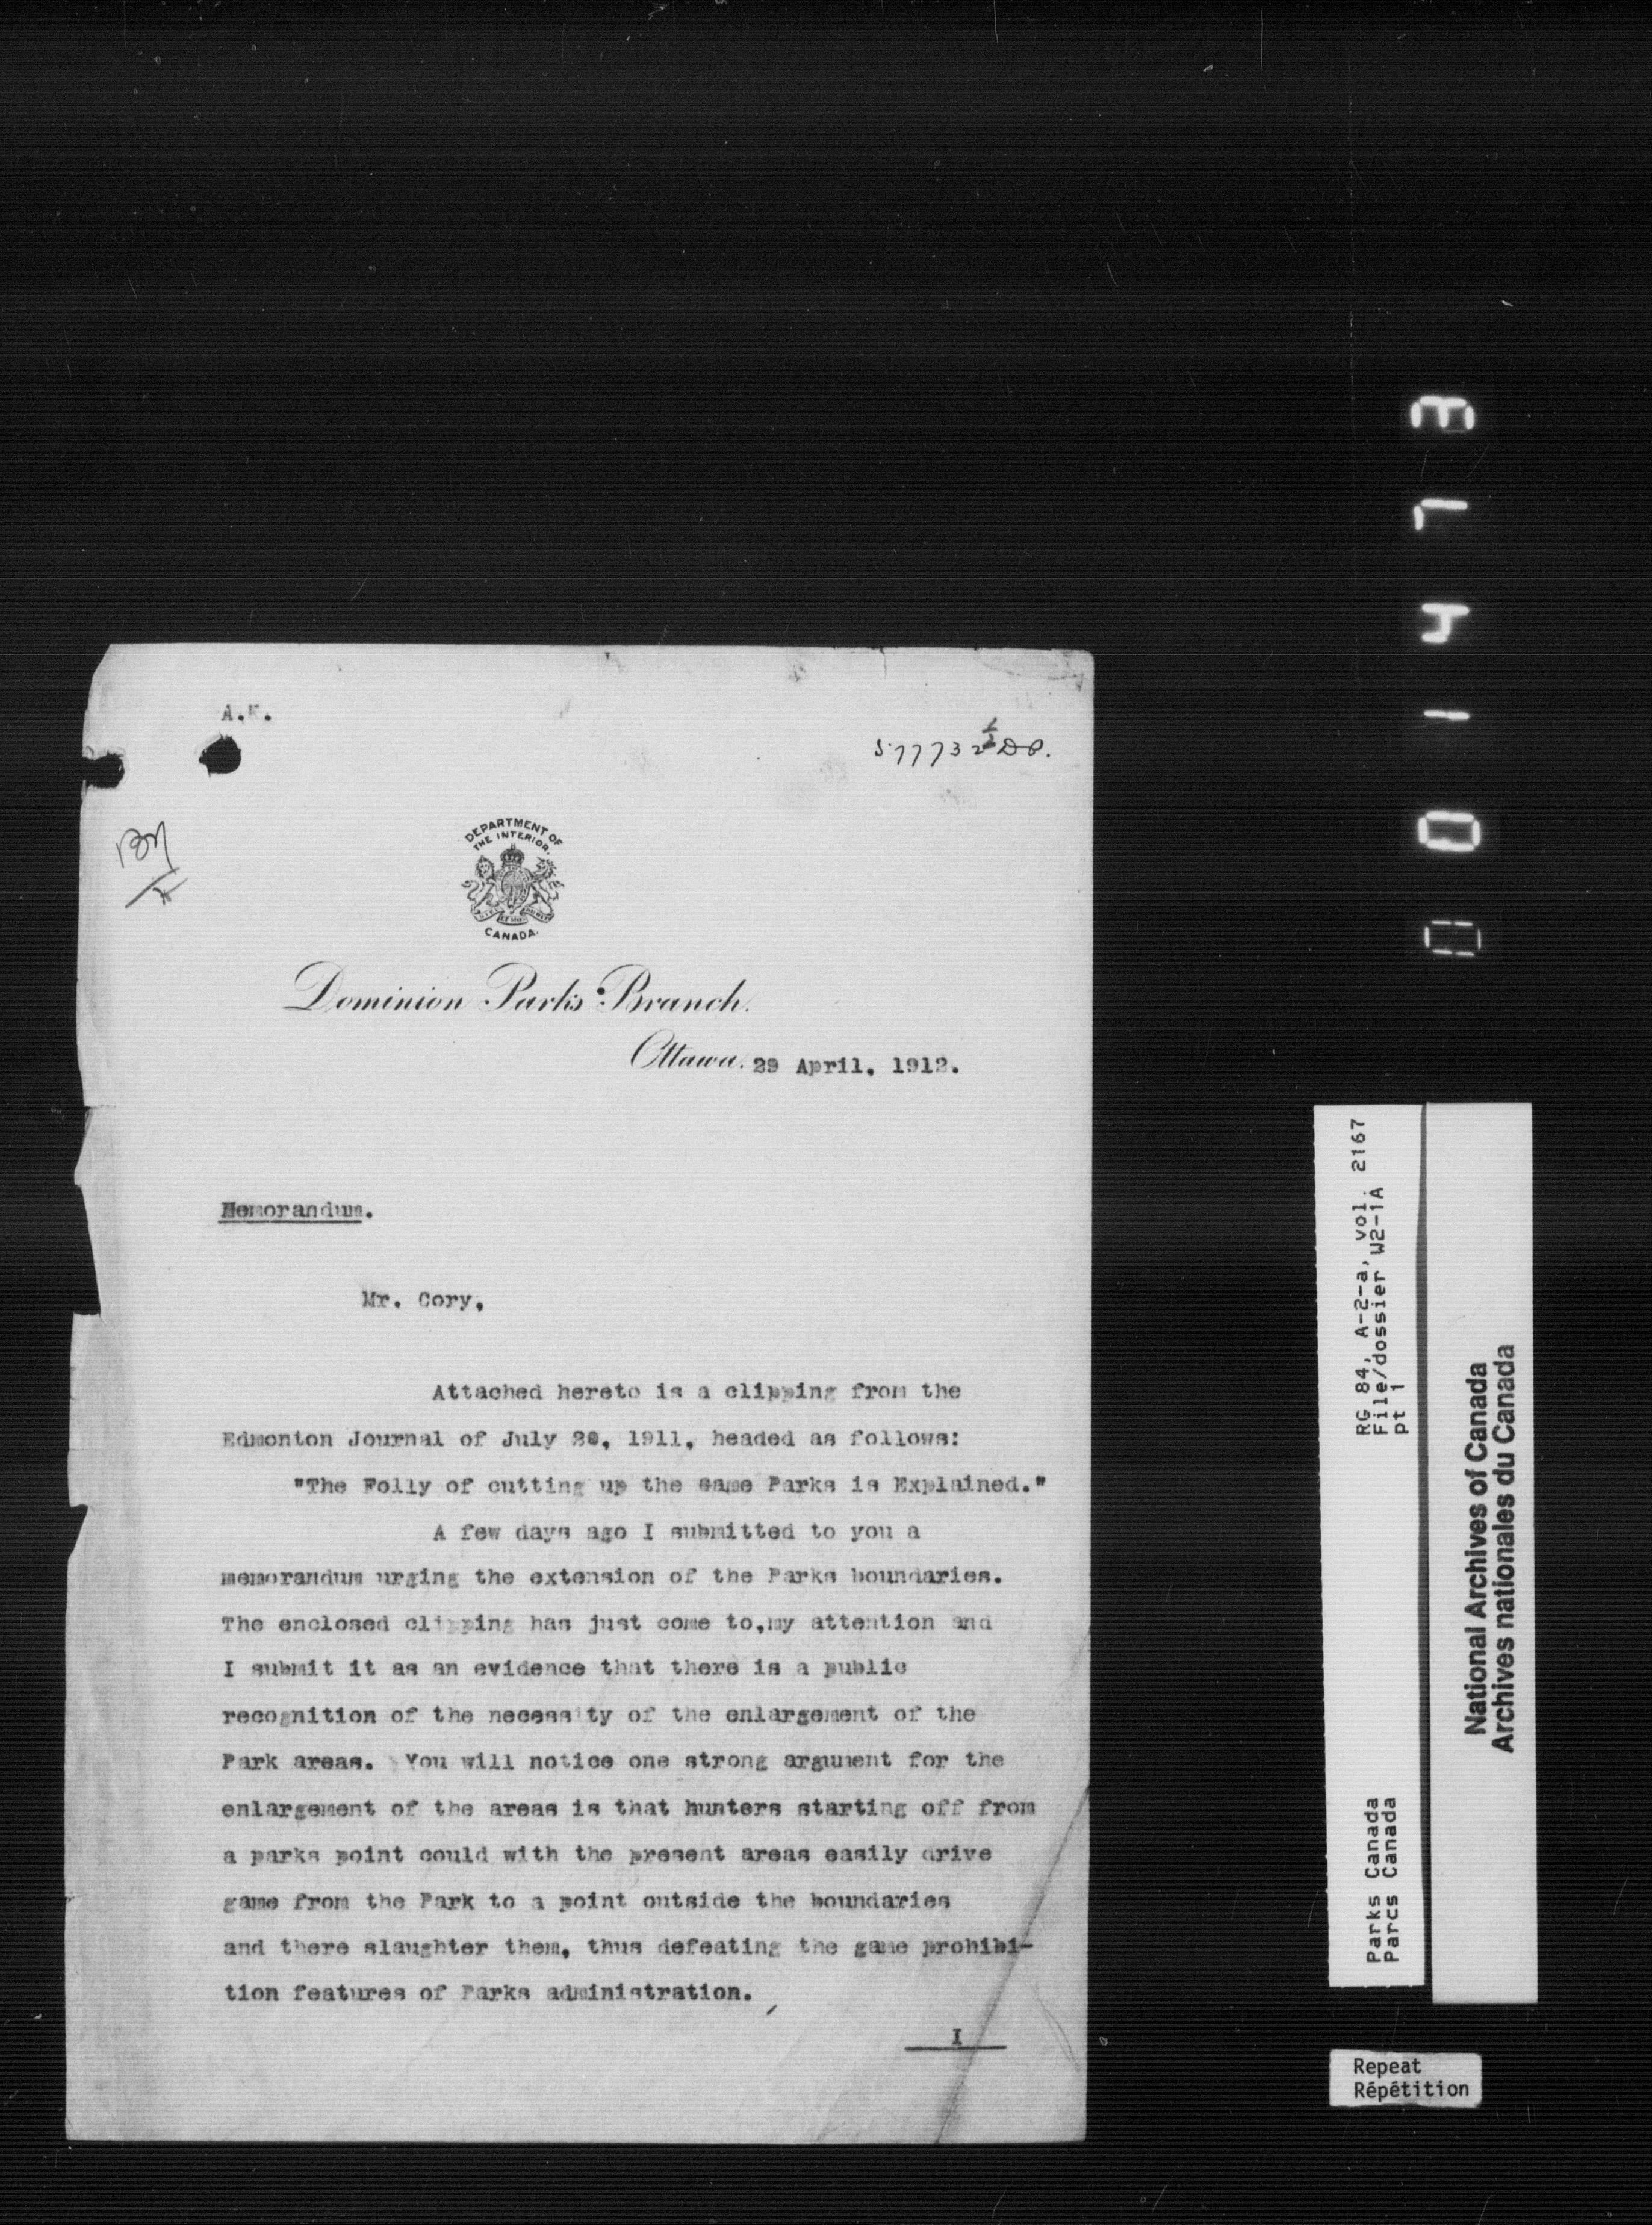 A.K.
57732½DP.
DEPARTMENT OF
THE INTERIOR.
CANADA.
Dominion Parks Branch.
Ottawa. 29 April, 1912.
Memorandum.
Mr. Cory,
Attached hereto is a clipping from the
Edmonton Journal of July 20, 1911, headed as follows:
"The Folly of cutting up the Game Parks is Explained."
A few days ago I submitted to you a
memorandum urging the extension of the Parks boundaries.
The enclosed clipping has just come to,my attention and
I submit it as an evidence that there is a public
recognition of the necessity of the enlargement of the
Park areas. You will notice one strong argument for the
enlargement of the areas is that hunters starting off from
a parks point could with the present areas easily drive
game from the Park to a point outside the boundaries
and there slaughter them, thus defeating the game prohibi-
tion features of Parks administration.
I
001473
RG 84, A-2-a, vol. 2167
File/dossier W2-1A
pt 1
Parks Canada
Parcs Canada
National Archives of Canada
Archives nationales du Canada
Repeat
Répétition